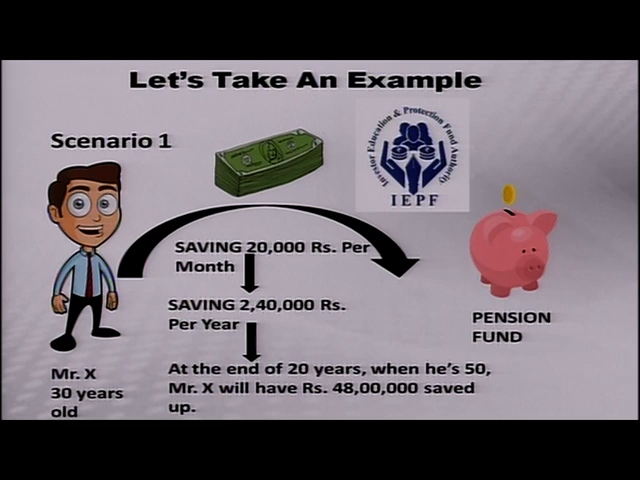 Let's Take An Example
Scenario 1
Investor Education & Protection Fund Authority
IEPF
SAVING 20,000 Rs. Per
Month
SAVING 2,40,000 Rs.
Per Year
At the end of 20 years, when he's 50,
Mr. X will have Rs. 48,00,000 saved
up.
Mr. X
30 years
old
PENSION
FUND